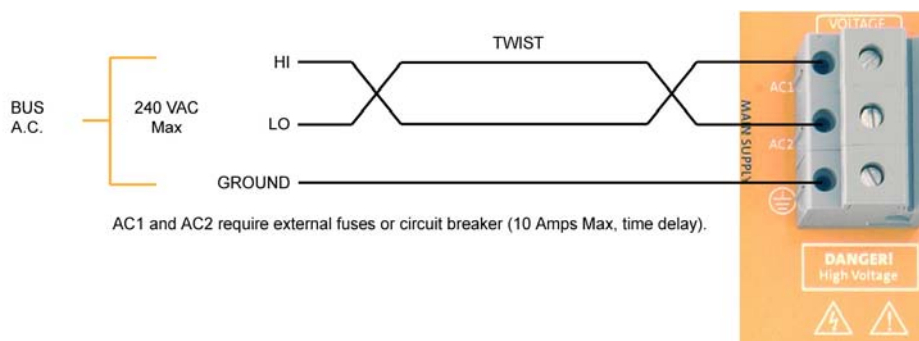 VOLTAGE
TWIST
HI
BUS
A.C.
240 VAC
Max
LO
GROUND
AC1
AC2
MAIN SUPPLY
AC1 and AC2 require external fuses or circuit breaker (10 Amps Max, time delay).
DANGER!
High Voltage